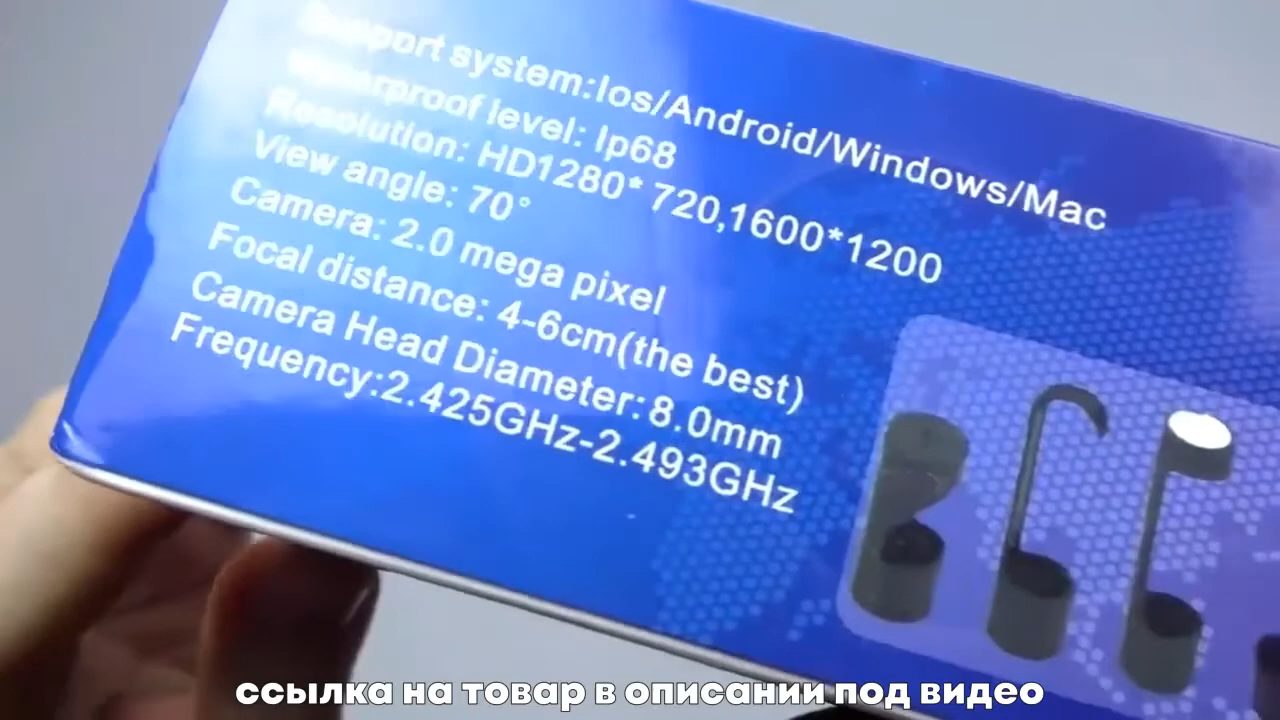 Support system:Ios/Android/Windows/Mac
Waterproof level: Ip68
Resolution: HD1280* 720,1600*1200
View angle: 70°
Camera: 2.0 mega pixel
Focal distance: 4-6cm(the best)
Camera Head Diameter:8.0mm
Frequency:2.425GHz-2.493GHz
ссылка на товар в описании под видео